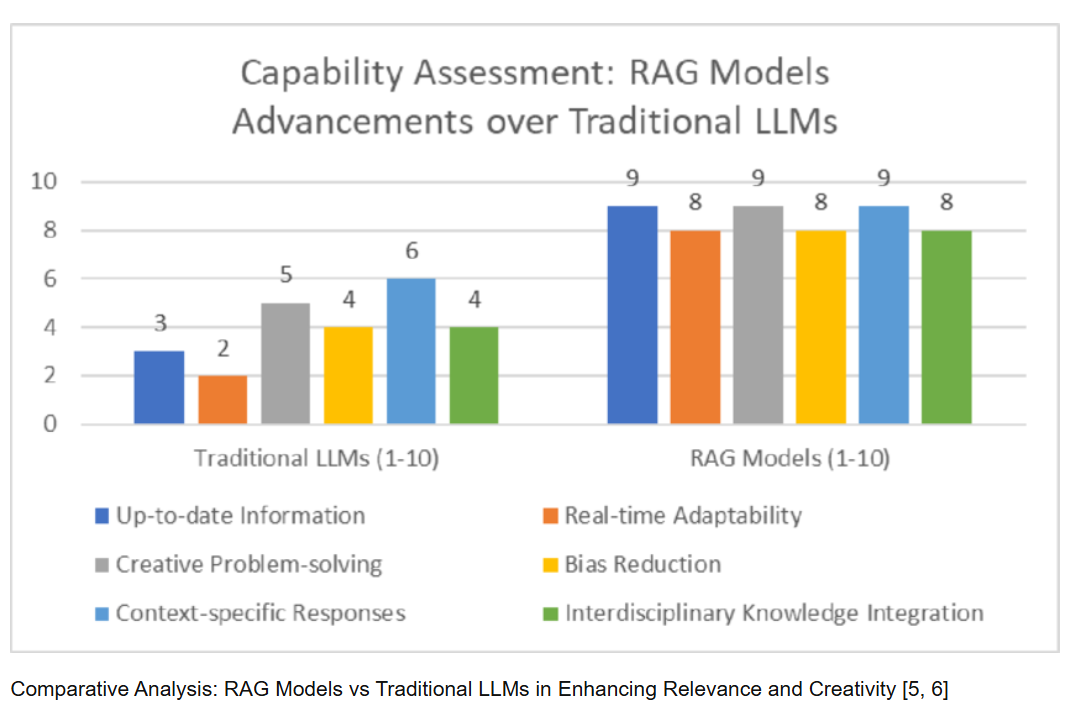 Capability Assessment: RAG Models
Advancements over Traditional LLMs
10
8
6
4
2
0
3
2
5
4
6
4
9
8
9
8
9
8
Traditional LLMs (1-10)
RAG Models (1-10)
Up-to-date Information
Real-time Adaptability
Creative Problem-solving
Bias Reduction
Context-specific Responses
Interdisciplinary Knowledge Integration
Comparative Analysis: RAG Models vs Traditional LLMs in Enhancing Relevance and Creativity [5, 6]